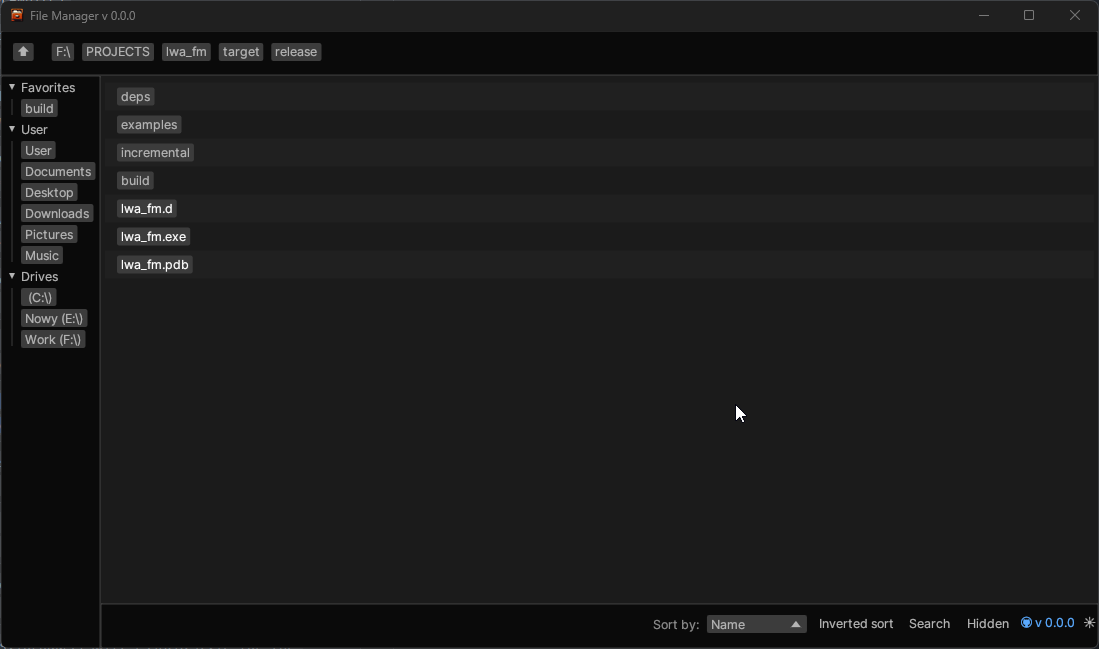 File Manager v 0.0.0
F:\ PROJECTS lwa_fm target release
Favorites
build
User
User
Documents
Desktop
Downloads
Pictures
Music
Drives
(C:\)
Nowy (E:\)
Work (F:\)
deps
examples
incremental
build
lwa_fm.d
lwa_fm.exe
lwa_fm.pdb
Sort by: Name Inverted sort Search Hidden v 0.0.0